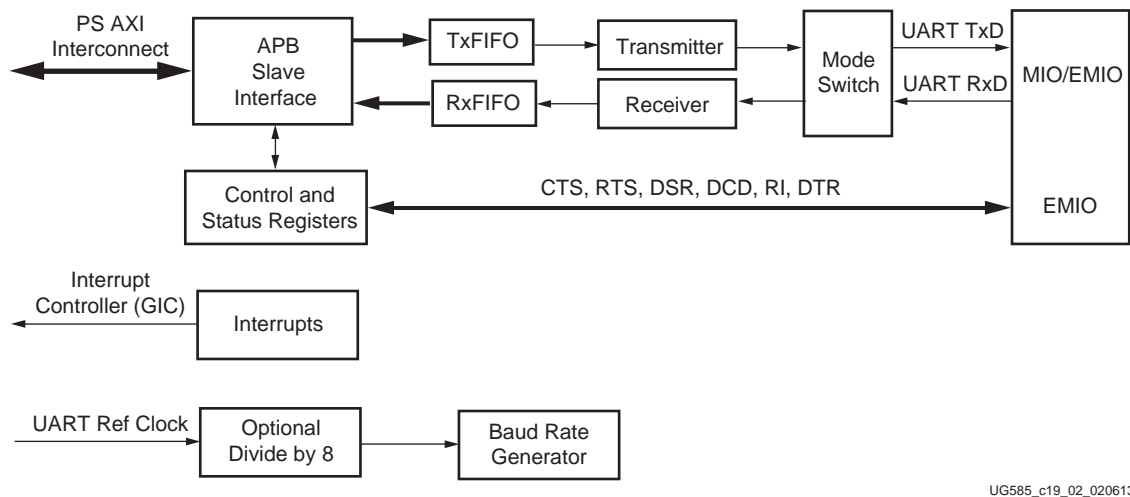 PS AXI
Interconnect
APB
Slave
Interface
TxFIFO
Transmitter
Mode
Switch
UART TxD
MIO/EMIO
RxFIFO
Receiver
UART RxD
Control and
Status Registers
CTS, RTS, DSR, DCD, RI, DTR
EMIO
Interrupt
Controller (GIC)
Interrupts
UART Ref Clock
Optional
Divide by 8
Baud Rate
Generator
UG585_c19_02_020613